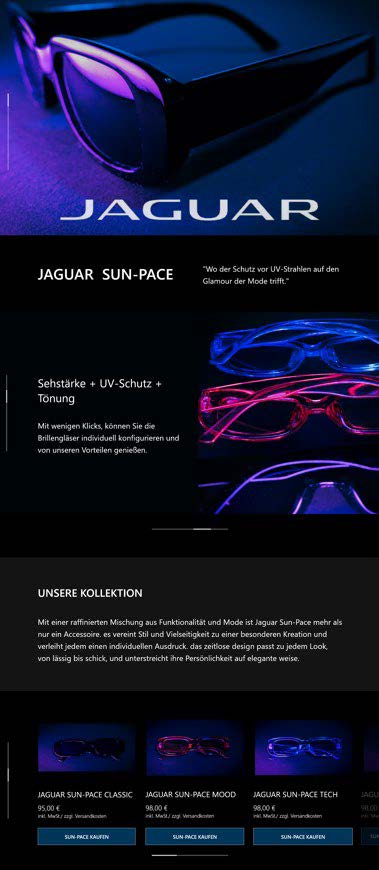 JAGUAR
JAGUAR SUN-PACE
"Wo der Schutz vor UV-Strahlen auf den
Glamour der Mode trifft."
Sehstärke + UV-Schutz +
Tönung
Mit wenigen Klicks, können Sie die
Brillengläser individuell konfigurieren und
von unseren Vorteilen genießen.
UNSERE KOLLEKTION
Mit einer raffinierten Mischung aus Funktionalität und Mode ist Jaguar Sun-Pace mehr als
nur ein Accessoire. es vereint Stil und Vielseitigkeit zu einer besonderen Kreation und
verleiht jedem einen individuellen Ausdruck. das zeitlose design passt zu jedem Look,
von lässig bis schick, und unterstreicht ihre Persönlichkeit auf elegante weise.
JAGUAR SUN-PACE CLASSIC
95,00 €
inkl. MwSt./ zzgl. Versandkosten
SUN-PACE KAUFEN
JAGUAR SUN-PACE MOOD
98,00 €
inkl. MwSt./ zzgl. Versandkosten
SUN-PACE KAUFEN
JAGUAR SUN-PACE TECH
98,00 €
inkl. MwSt./ zzgl. Versandkosten
SUN-PACE KAUFEN